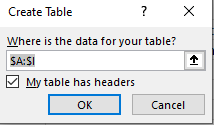 Create Table
?
×
Where is the data for your table?
$A:$I
My table has headers
OK
Cancel